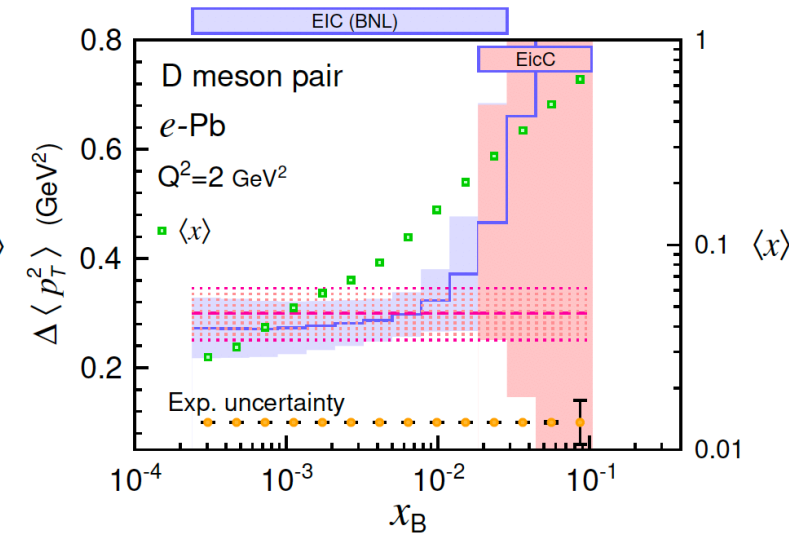 EIC (BNL)
EicC
D meson pair
e-Pb
Q²=2 GeV²
⟨x⟩
Exp. uncertainty
0.8
0.6
0.4
0.2
Δ⟨p_T²⟩ (GeV²)
⟩
1
0.1
0.01
⟨x⟩
10⁻⁴
10⁻³
10⁻²
10⁻¹
x_B